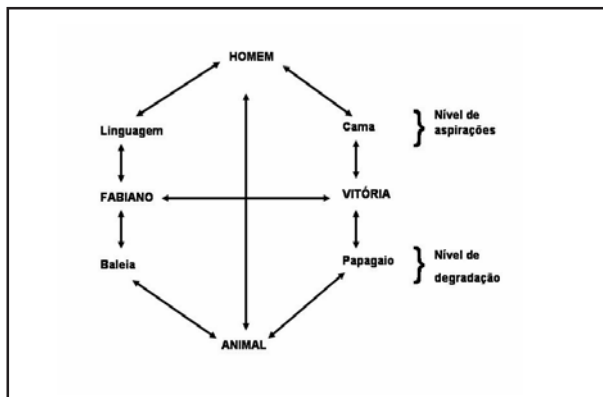 HOMEM
Linguagem
Cama
} Nível de
aspirações
FABIANO
VITÓRIA
Baleia
Papagaio
} Nível de
degradação
ANIMAL